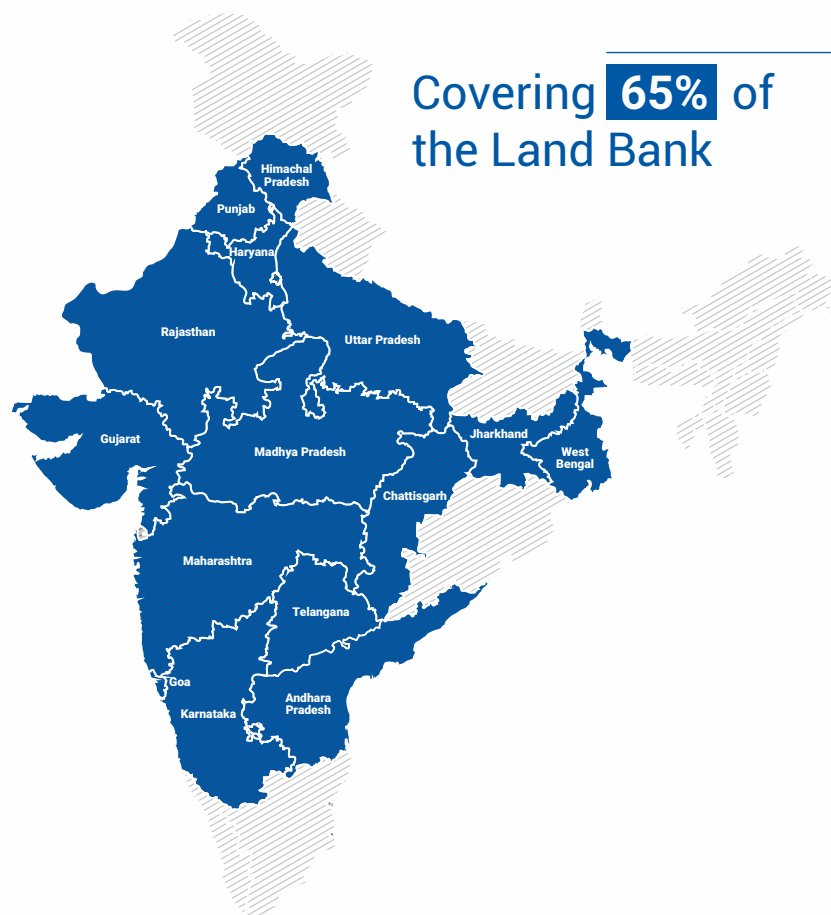 Covering 65% of
the Land Bank
Himachal
Pradesh
Punjab
Haryana
Rajasthan
Uttar Pradesh
Gujarat
Madhya Pradesh
Jharkhand
West
Bengal
Chattisgarh
Maharashtra
Telangana
Goa
Karnataka
Andhara
Pradesh